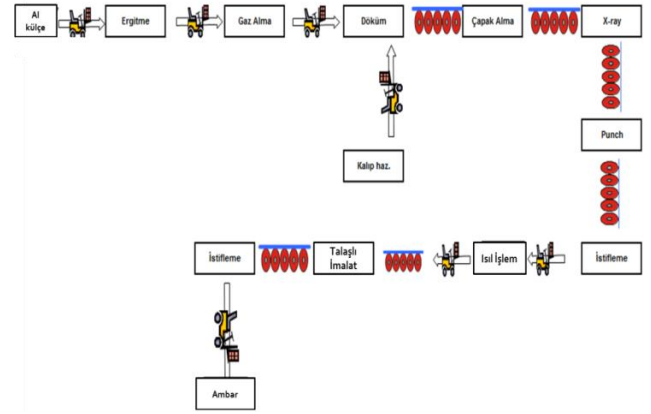 Al
külçe
Ergitme
Gaz Alma
Döküm
Çapak Alma
X-ray
Punch
Kalıp haz.
İstifleme
Isıl İşlem
Talaşlı
İmalat
İstifleme
Ambar